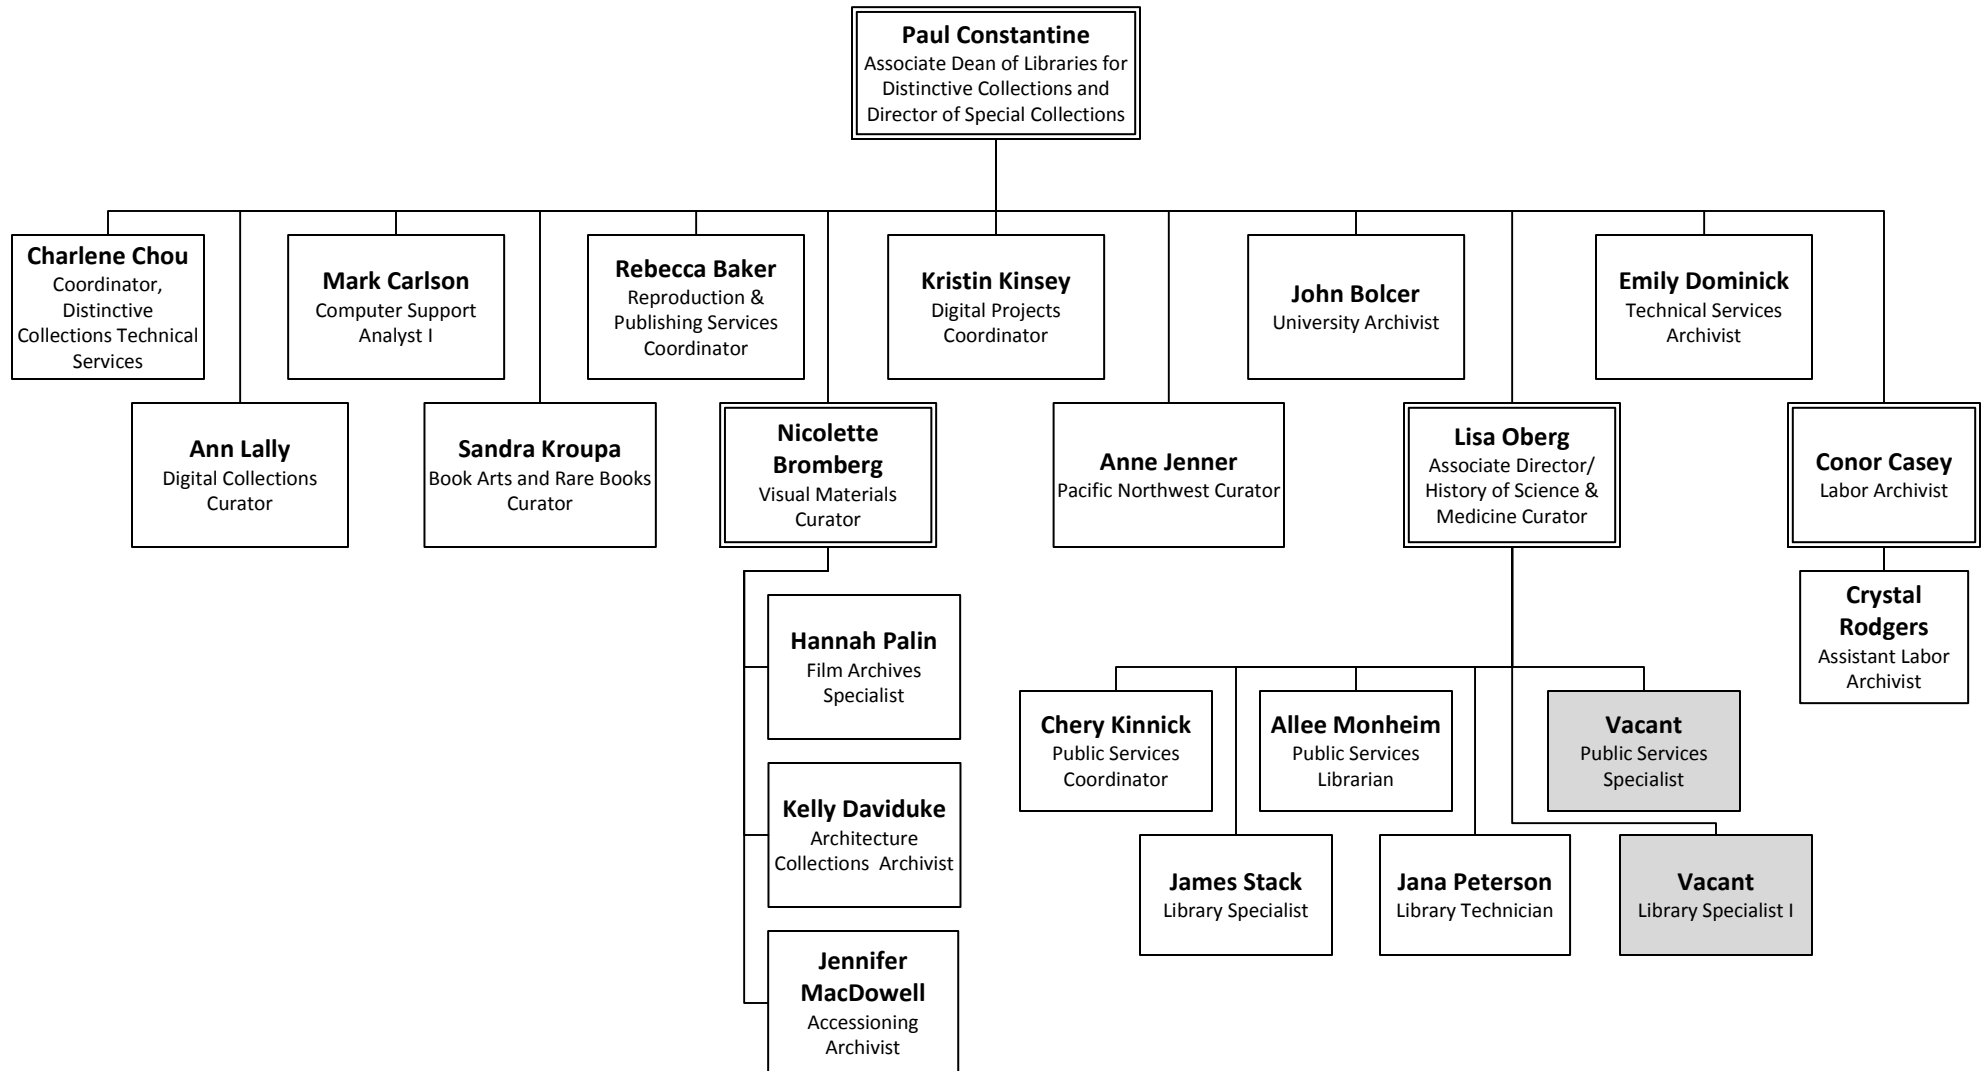 Paul Constantine
Associate Dean of Libraries for
Distinctive Collections and
Director of Special Collections
Charlene Chou
Coordinator,
Distinctive
Collections Technical
Services
Mark Carlson
Computer Support
Analyst I
Rebecca Baker
Reproduction &
Publishing Services
Coordinator
Kristin Kinsey
Digital Projects
Coordinator
John Bolcer
University Archivist
Emily Dominick
Technical Services
Archivist
Ann Lally
Digital Collections
Curator
Sandra Kroupa
Book Arts and Rare Books
Curator
Nicolette
Bromberg
Visual Materials
Curator
Anne Jenner
Pacific Northwest Curator
Lisa Oberg
Associate Director/
History of Science &
Medicine Curator
Conor Casey
Labor Archivist
Hannah Palin
Film Archives
Specialist
Kelly Daviduke
Architecture
Collections  Archivist
Jennifer
MacDowell
Accessioning
Archivist
Chery Kinnick
Public Services
Coordinator
Allee Monheim
Public Services
Librarian
Vacant
Public Services
Specialist
James Stack
Library Specialist
Jana Peterson
Library Technician
Vacant
Library Specialist I
Crystal
Rodgers
Assistant Labor
Archivist